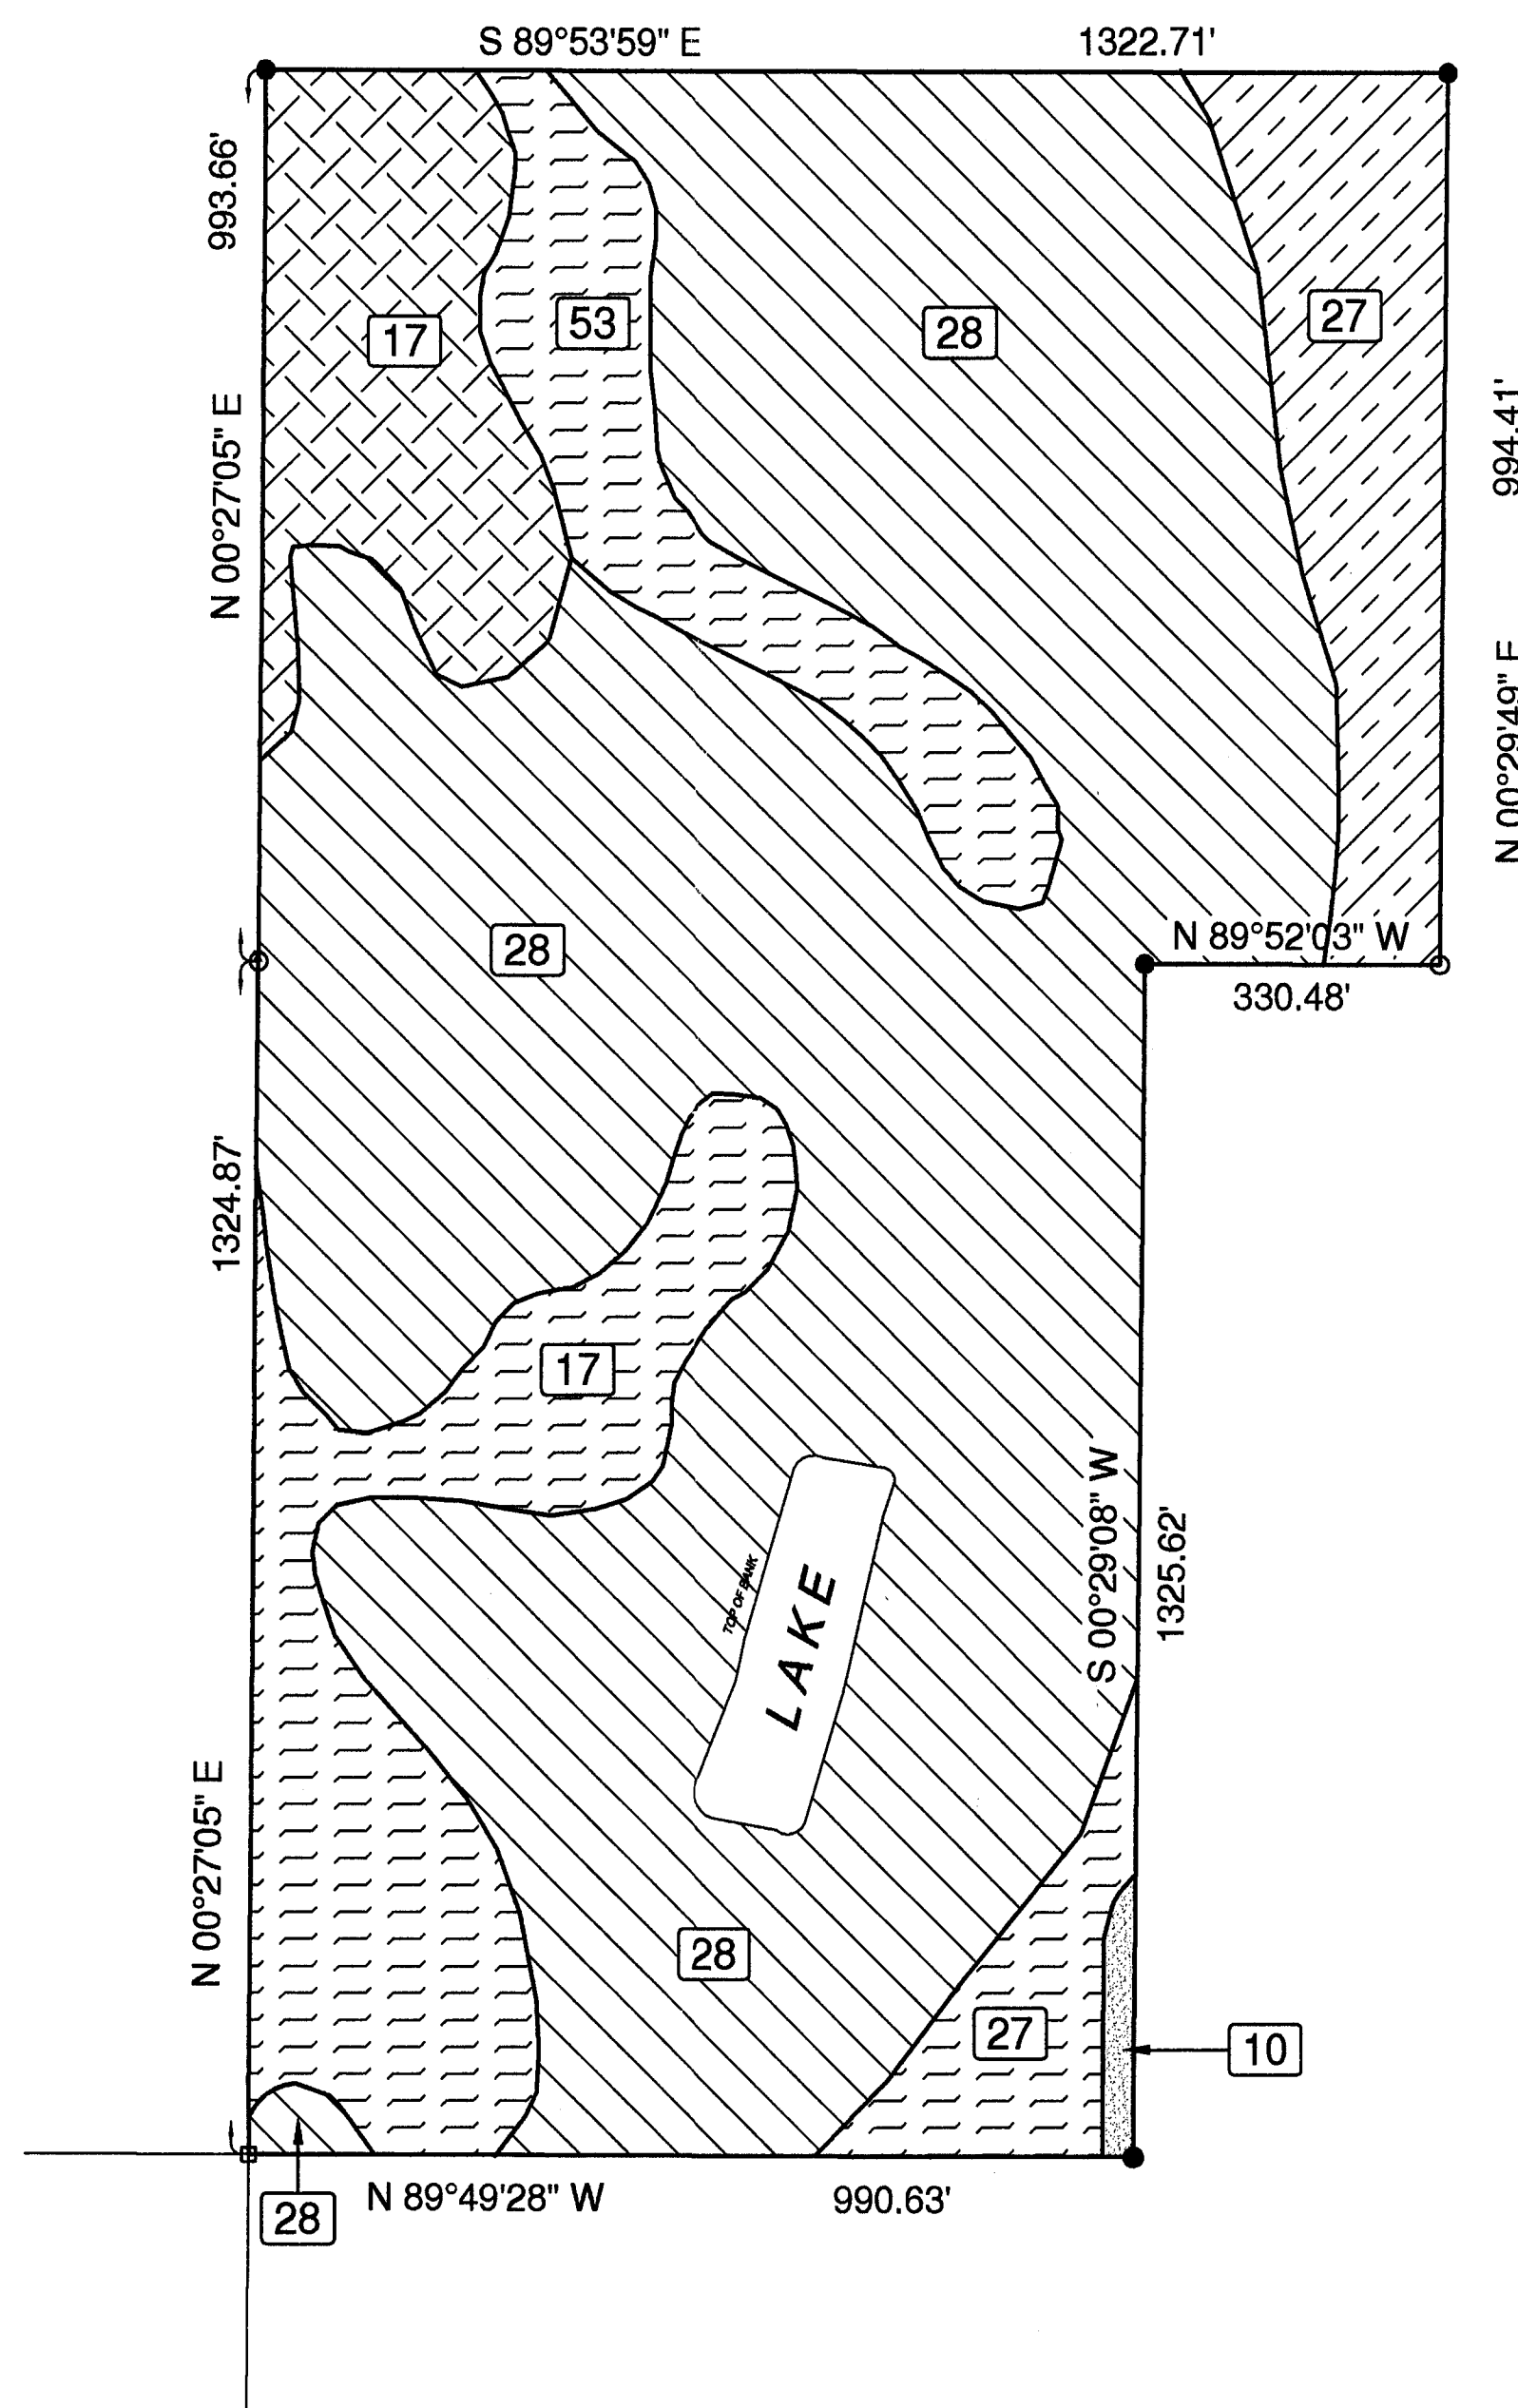 S 89°53'59" E
1322.71'
993.66'
N 00°27'05" E
17
53
28
27
994.41'
N 00°29'49" E
N 89°52'03" W
330.48'
28
1324.87'
17
TOP OF BANK
LAKE
S 00°29'08" W
1325.62'
N 00°27'05" E
28
27
10
28
N 89°49'28" W
990.63'